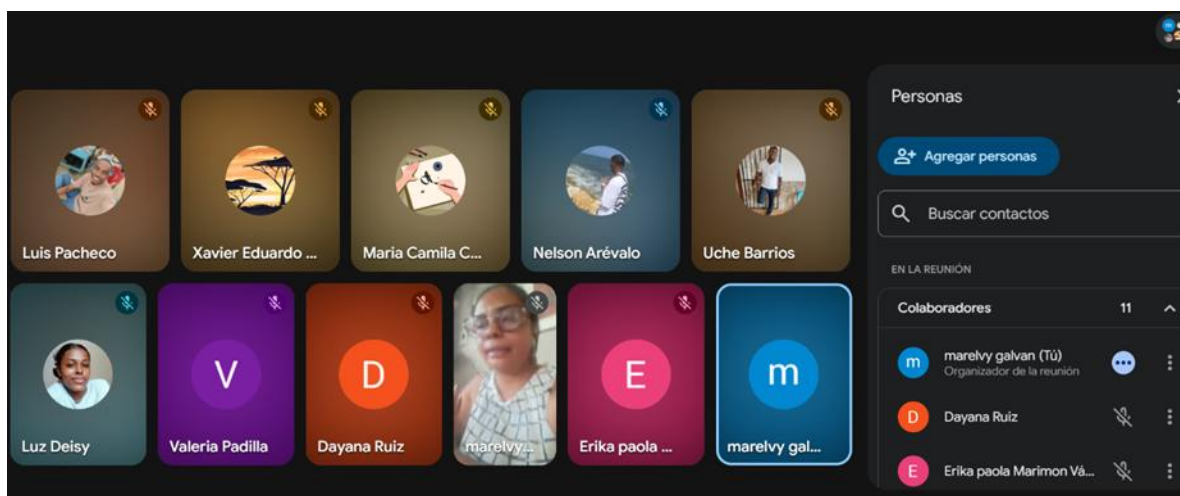 Luis Pacheco
Xavier Eduardo ...
Maria Camila C...
Nelson Arévalo
Uche Barrios
Luz Deisy
V
Valeria Padilla
D
Dayana Ruiz
marelvy...
E
Erika paola ...
m
marelvy gal...
Personas
Agregar personas
Buscar contactos
EN LA REUNIÓN
Colaboradores 11
m marelvy galvan (Tú)
Organizador de la reunión
D Dayana Ruiz
E Erika paola Marimon Vá...